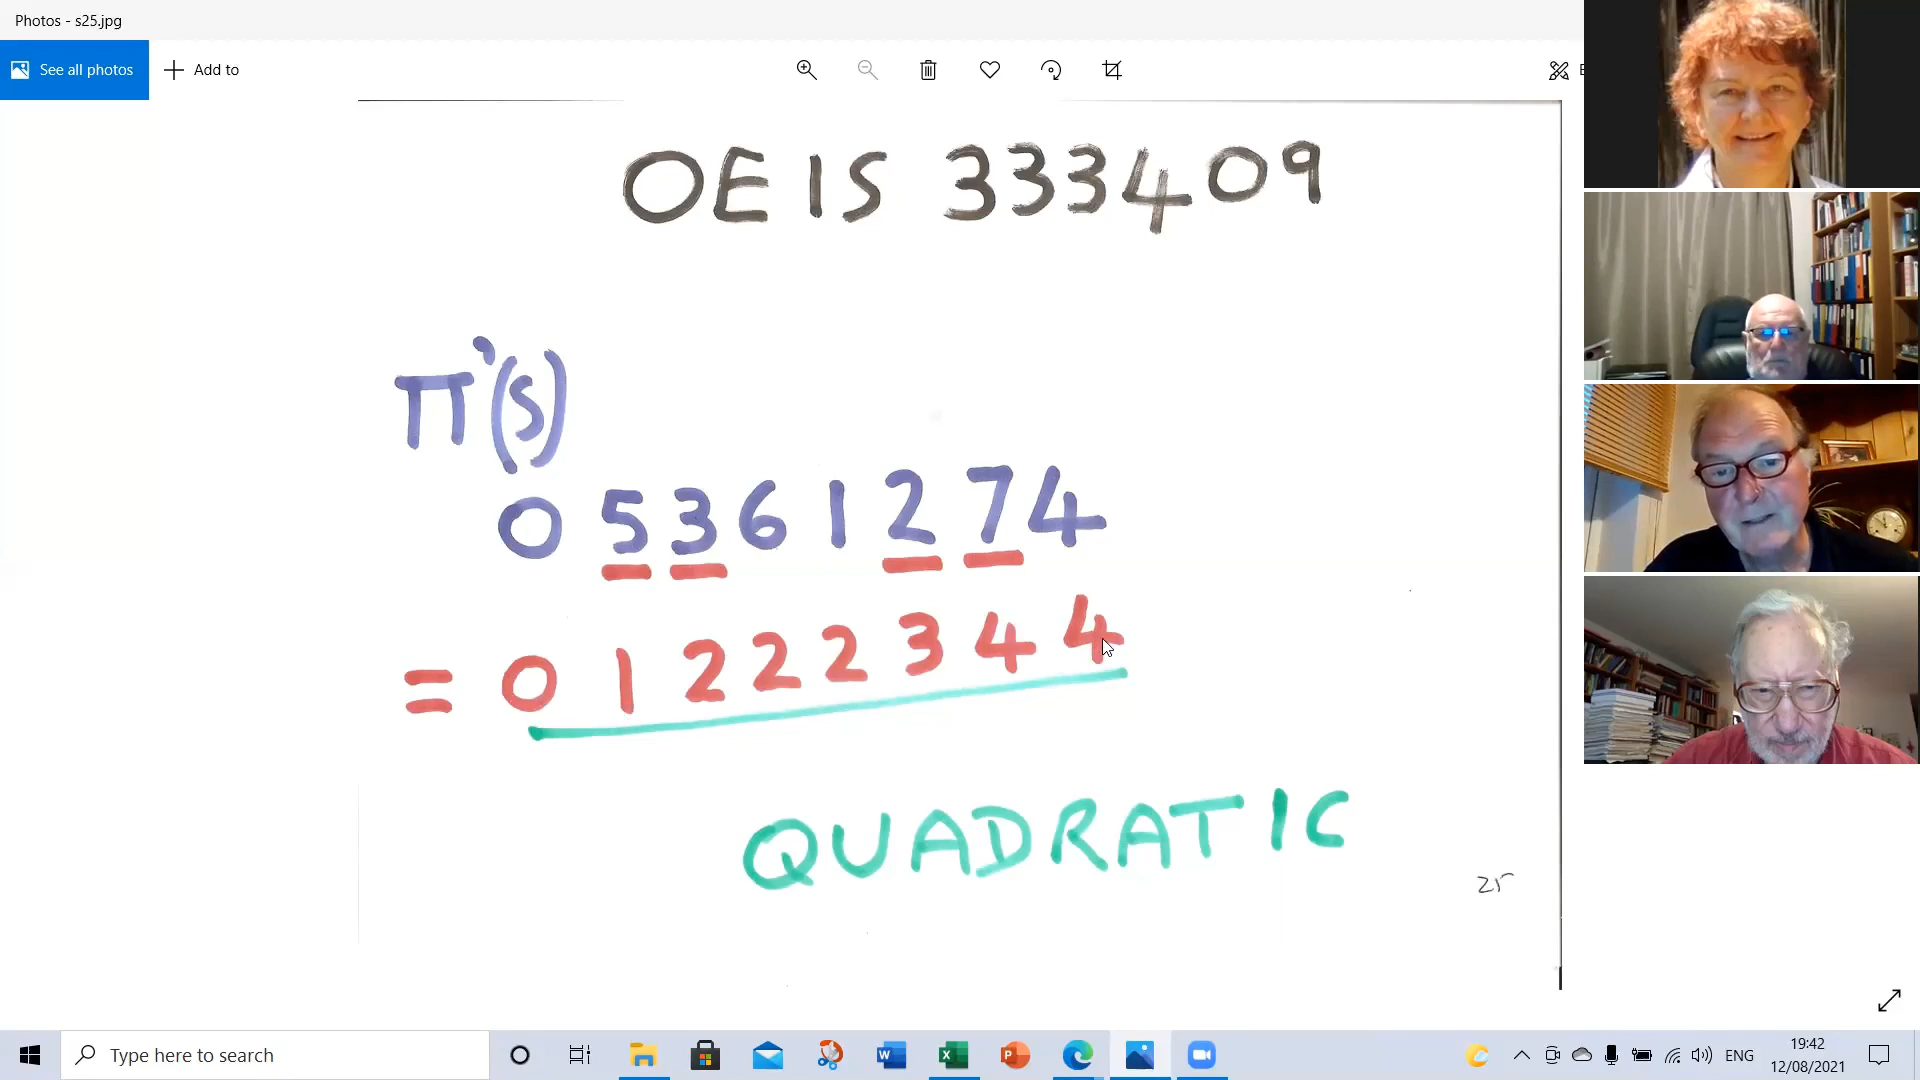 Photos - s25.jpg
See all photos
Add to
OEIS 333409
π'(S)
0 5 3 6 1 2 7 4
= 0 1 2 2 2 3 4 4
QUADRATIC
25
Type here to search
ENG
19:42
12/08/2021